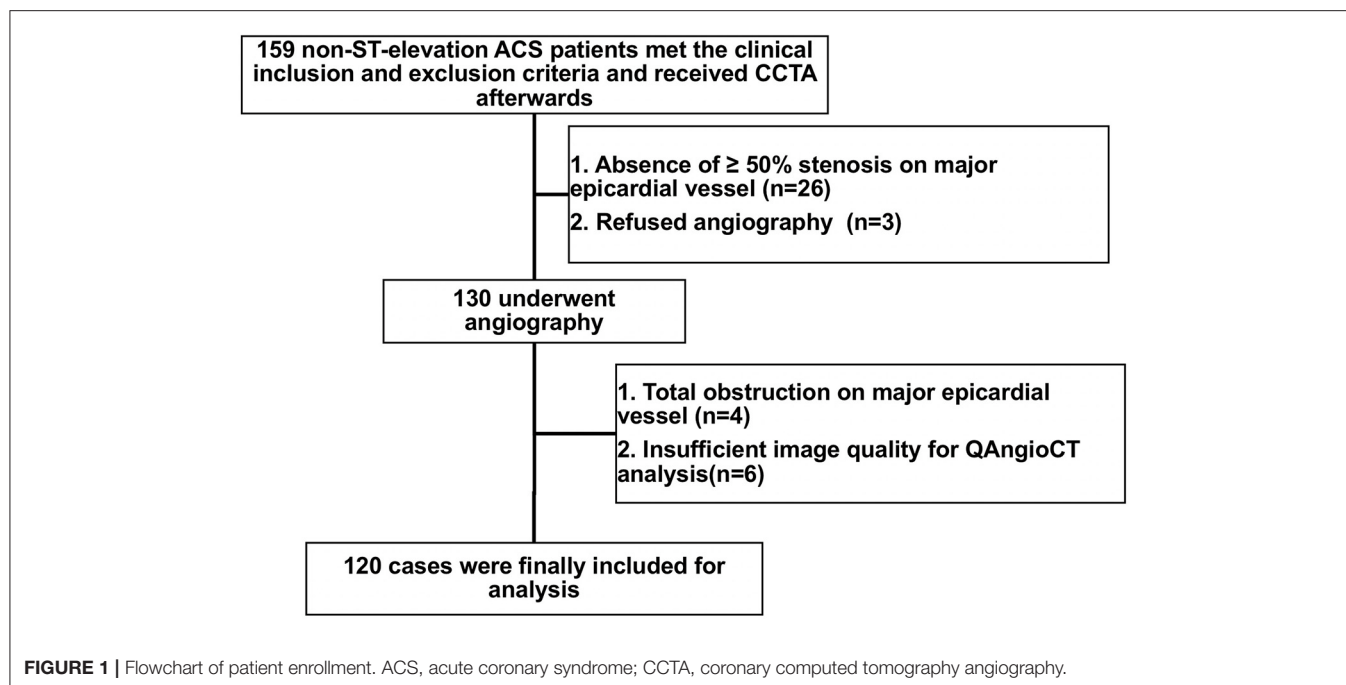 159 non-ST-elevation ACS patients met the clinical
inclusion and exclusion criteria and received CCTA
afterwards
1. Absence of ≥ 50% stenosis on major
epicardial vessel (n=26)
2. Refused angiography (n=3)
130 underwent
angiography
1. Total obstruction on major epicardial
vessel (n=4)
2. Insufficient image quality for QAngioCT
analysis(n=6)
120 cases were finally included for
analysis
FIGURE 1 | Flowchart of patient enrollment. ACS, acute coronary syndrome; CCTA, coronary computed tomography angiography.